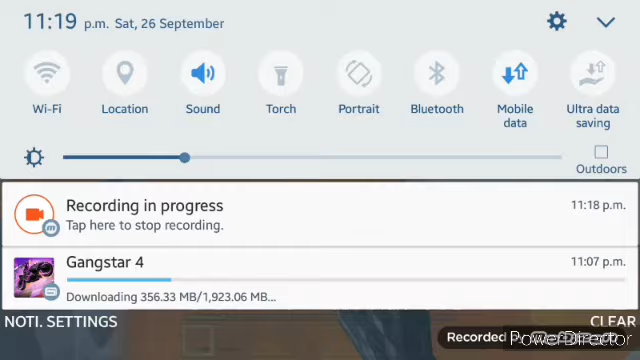 11:19 p.m. Sat, 26 September
Wi-Fi
Location
Sound
Torch
Portrait
Bluetooth
Mobile
data
Ultra data
saving
Outdoors
Recording in progress
11:18 p.m.
Tap here to stop recording.
Gangstar 4
11:07 p.m.
Downloading 356.33 MB/1,923.06 MB...
NOTI. SETTINGS
CLEAR
Recorded by
PowerDirector